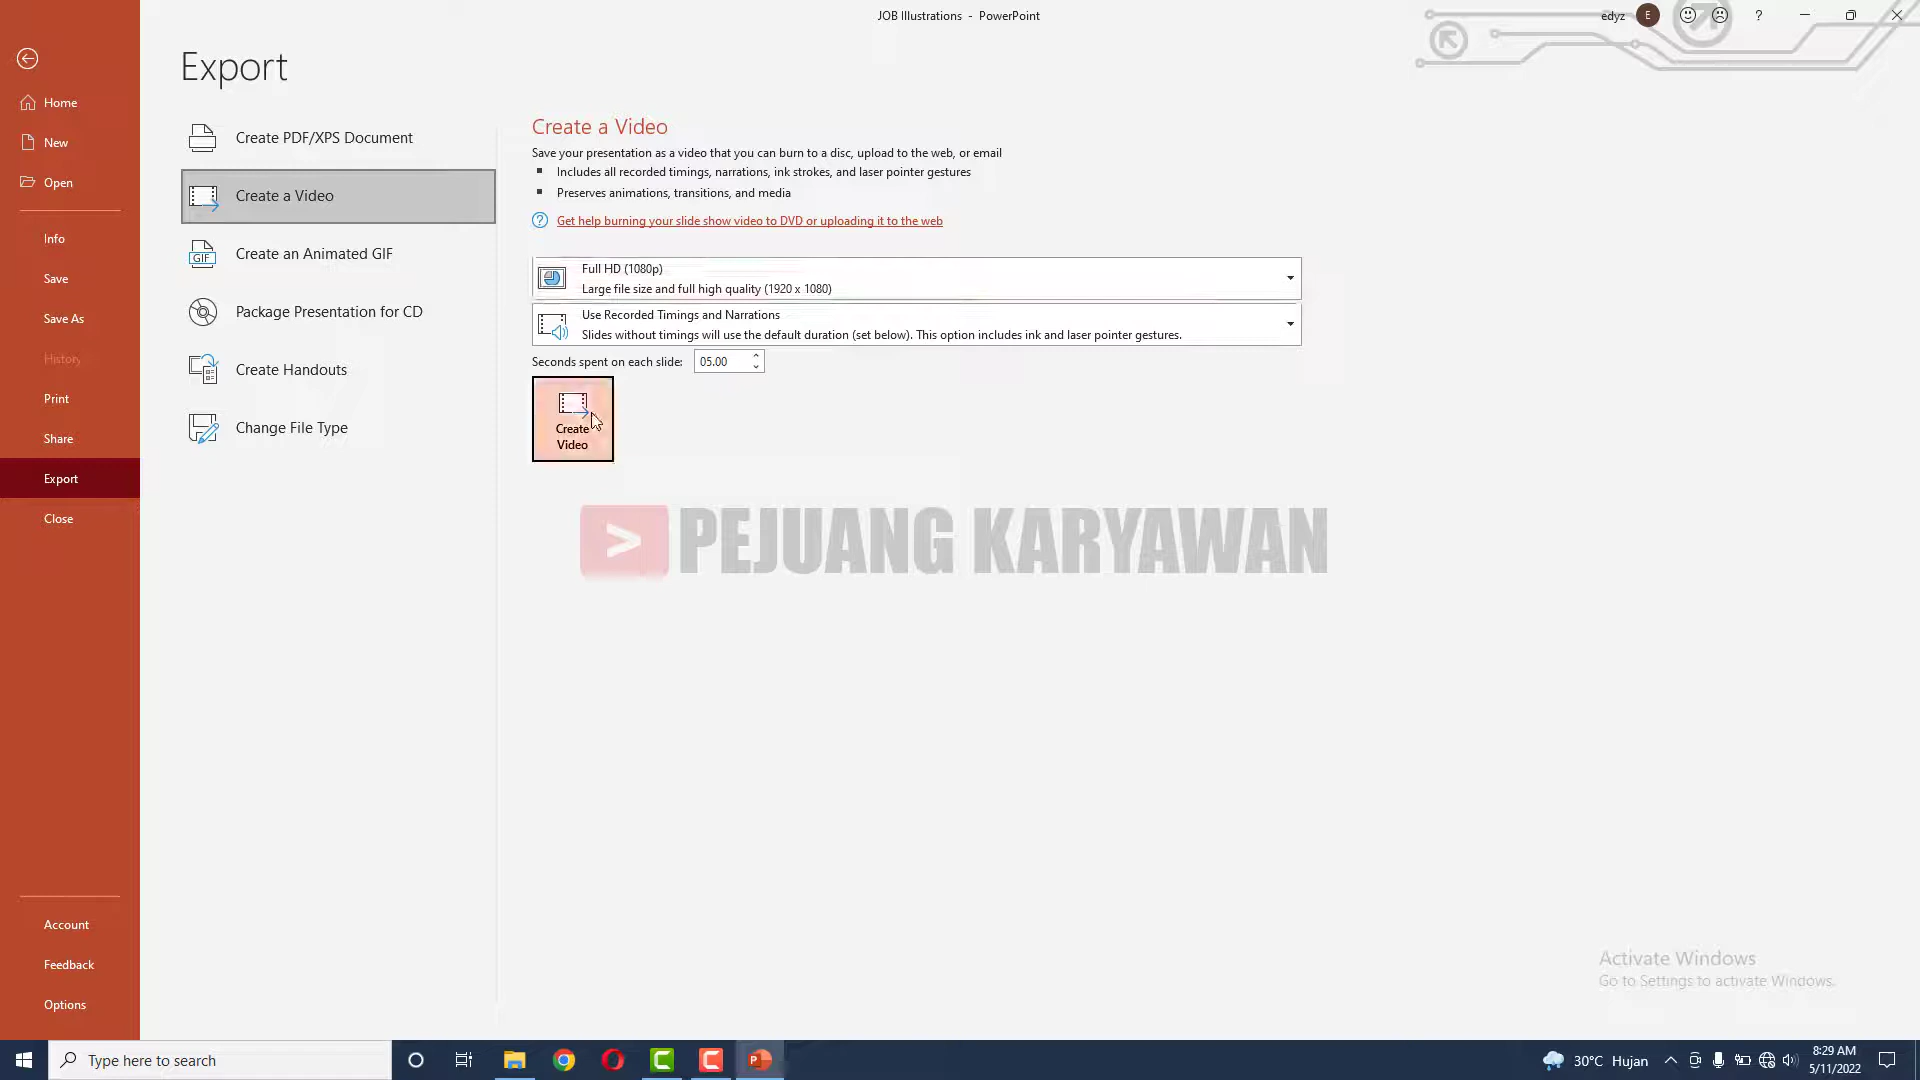 JOB Illustrations - PowerPoint
edyz
E
?
Export
Home
New
Open
Info
Save
Save As
History
Print
Share
Export
Close
Account
Feedback
Options
Create PDF/XPS Document
Create a Video
GIF
Create an Animated GIF
Package Presentation for CD
Create Handouts
Change File Type
Create a Video
Save your presentation as a video that you can burn to a disc, upload to the web, or email
Includes all recorded timings, narrations, ink strokes, and laser pointer gestures
Preserves animations, transitions, and media
? Get help burning your slide show video to DVD or uploading it to the web
Full HD (1080p)
Large file size and full high quality (1920 x 1080)
Use Recorded Timings and Narrations
Slides without timings will use the default duration (set below). This option includes ink and laser pointer gestures.
Seconds spent on each slide: 05.00
Create
Video
> PEJUANG KARYAWAN
Activate Windows
Go to Settings to activate Windows.
Type here to search
P
30°C Hujan
8:29 AM
5/11/2022